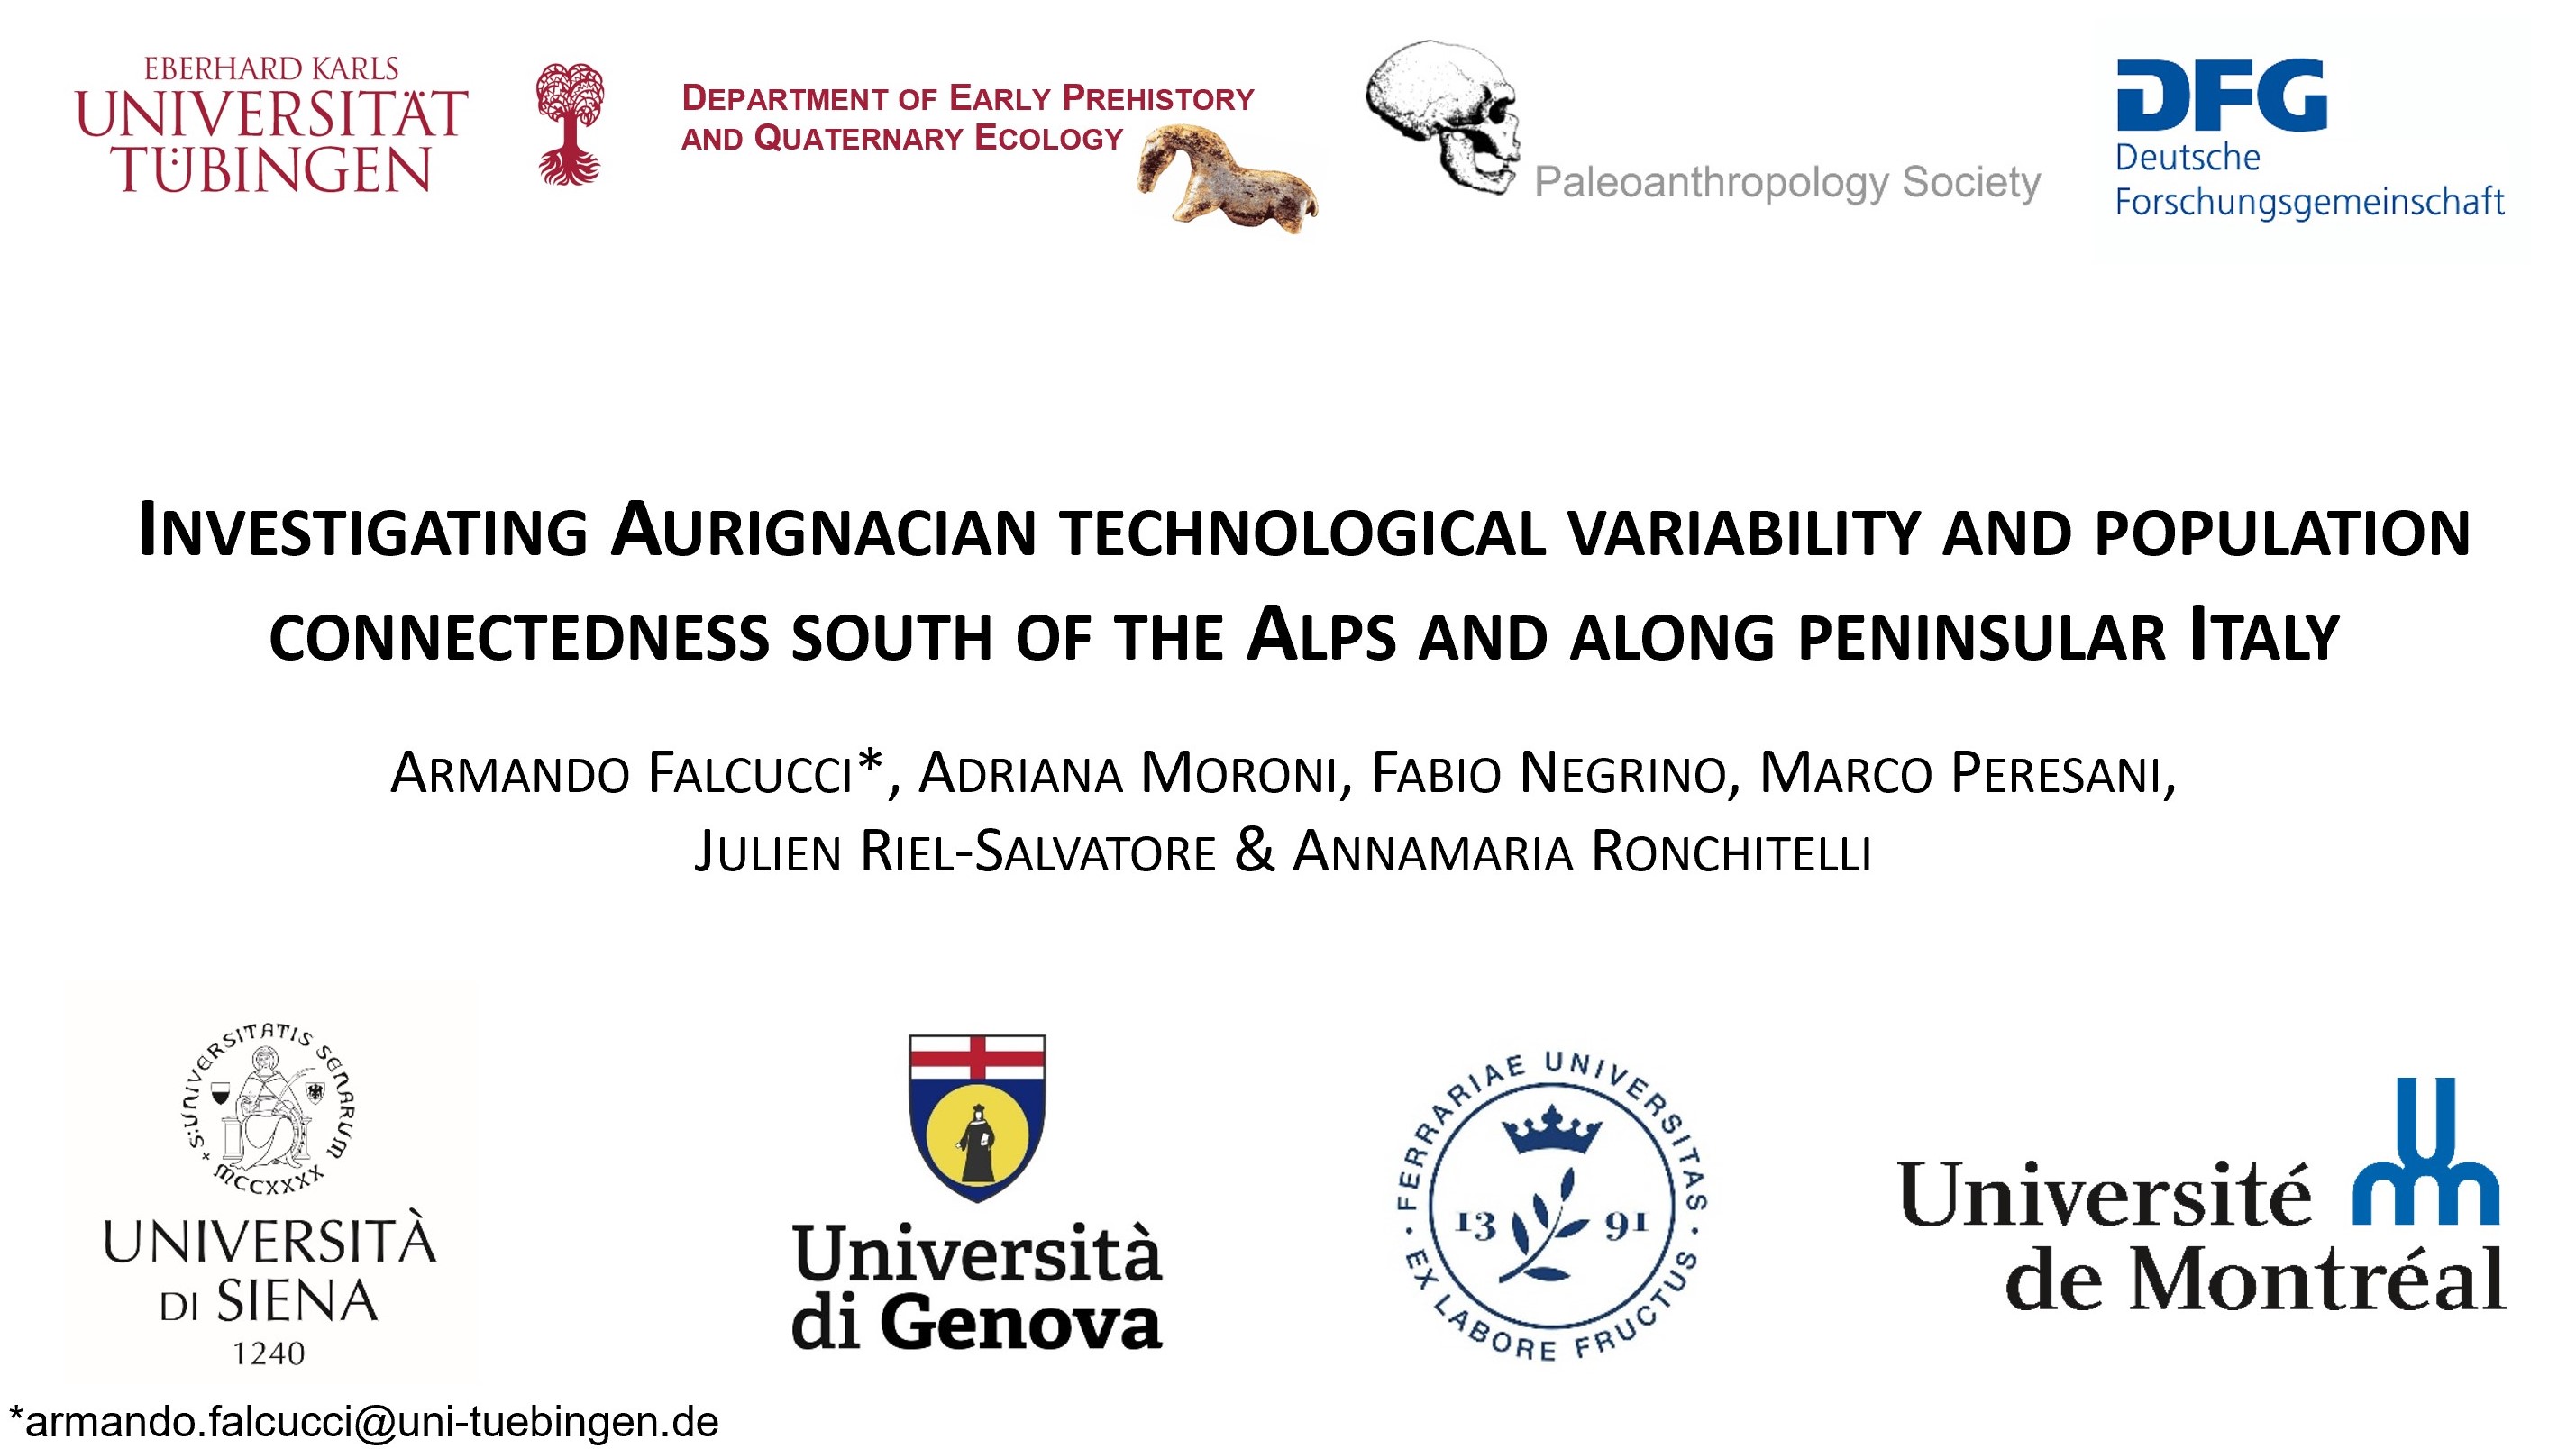 EBERHARD KARLS
UNIVERSITÄT
TÜBINGEN
DEPARTMENT OF EARLY PREHISTORY
AND QUATERNARY ECOLOGY
Paleoanthropology Society
DFG
Deutsche
Forschungsgemeinschaft
INVESTIGATING AURIGNACIAN TECHNOLOGICAL VARIABILITY AND POPULATION
CONNECTEDNESS SOUTH OF THE ALPS AND ALONG PENINSULAR ITALY
ARMANDO FALCUCCI*, ADRIANA MORONI, FABIO NEGRINO, MARCO PERESANI,
JULIEN RIEL-SALVATORE & ANNAMARIA RONCHITELLI
S:UNIVERSITATIS SENARUM
MCCXXXX
UNIVERSITÀ
DI SIENA
1240
Università
di Genova
FERRARIAE UNIVERSITAS
13 91
EX LABORE FRUCTUS
Université
de Montréal
*armando.falcucci@uni-tuebingen.de